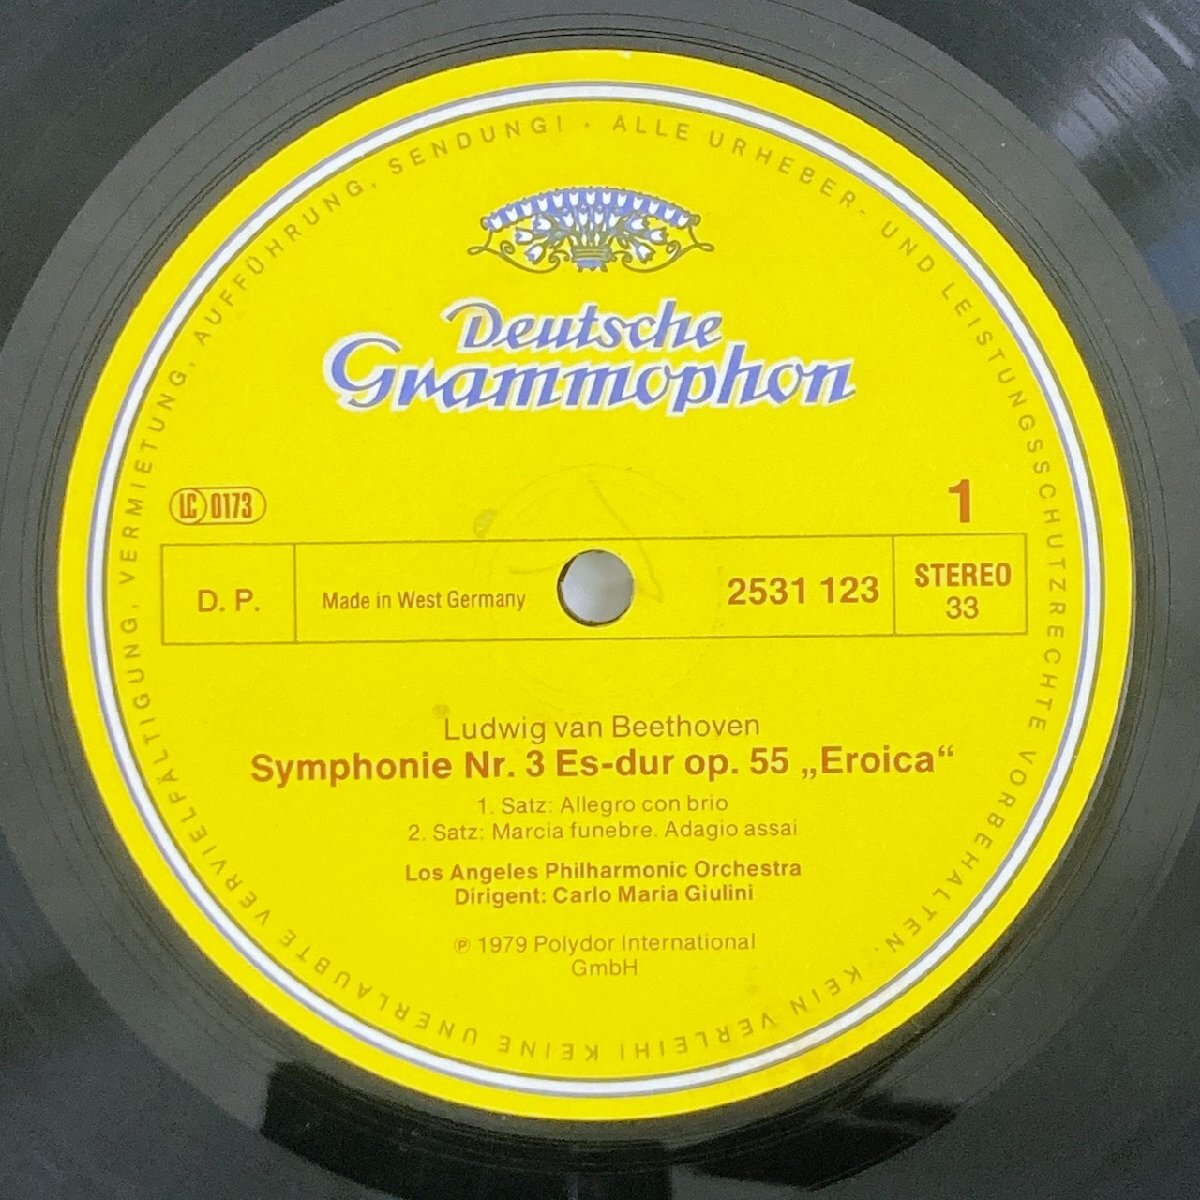 ALLE URHEBER- UND LEISTUNGSSCHUTZRECHTE VORBEHALTEN. KEIN VERLEIH! KEINE UNERLAUBTE VERVIELFÄLTIGUNG, VERMIETUNG, AUFFÜHRUNG, SENDUNG! ·
Deutsche
Grammophon
LC 0173
1
D. P.
Made in West Germany
2531 123
STEREO
33
Ludwig van Beethoven
Symphonie Nr. 3 Es-dur op. 55 „Eroica“
1. Satz: Allegro con brio
2. Satz: Marcia funebre. Adagio assai
Los Angeles Philharmonic Orchestra
Dirigent: Carlo Maria Giulini
℗ 1979 Polydor International
GmbH